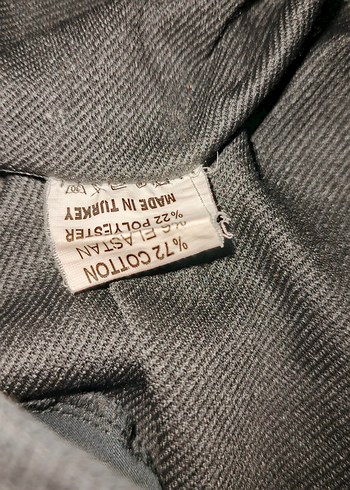 %72 COTTON
%6 ELASTAN
%22 POLYESTER
MADE IN TURKEY